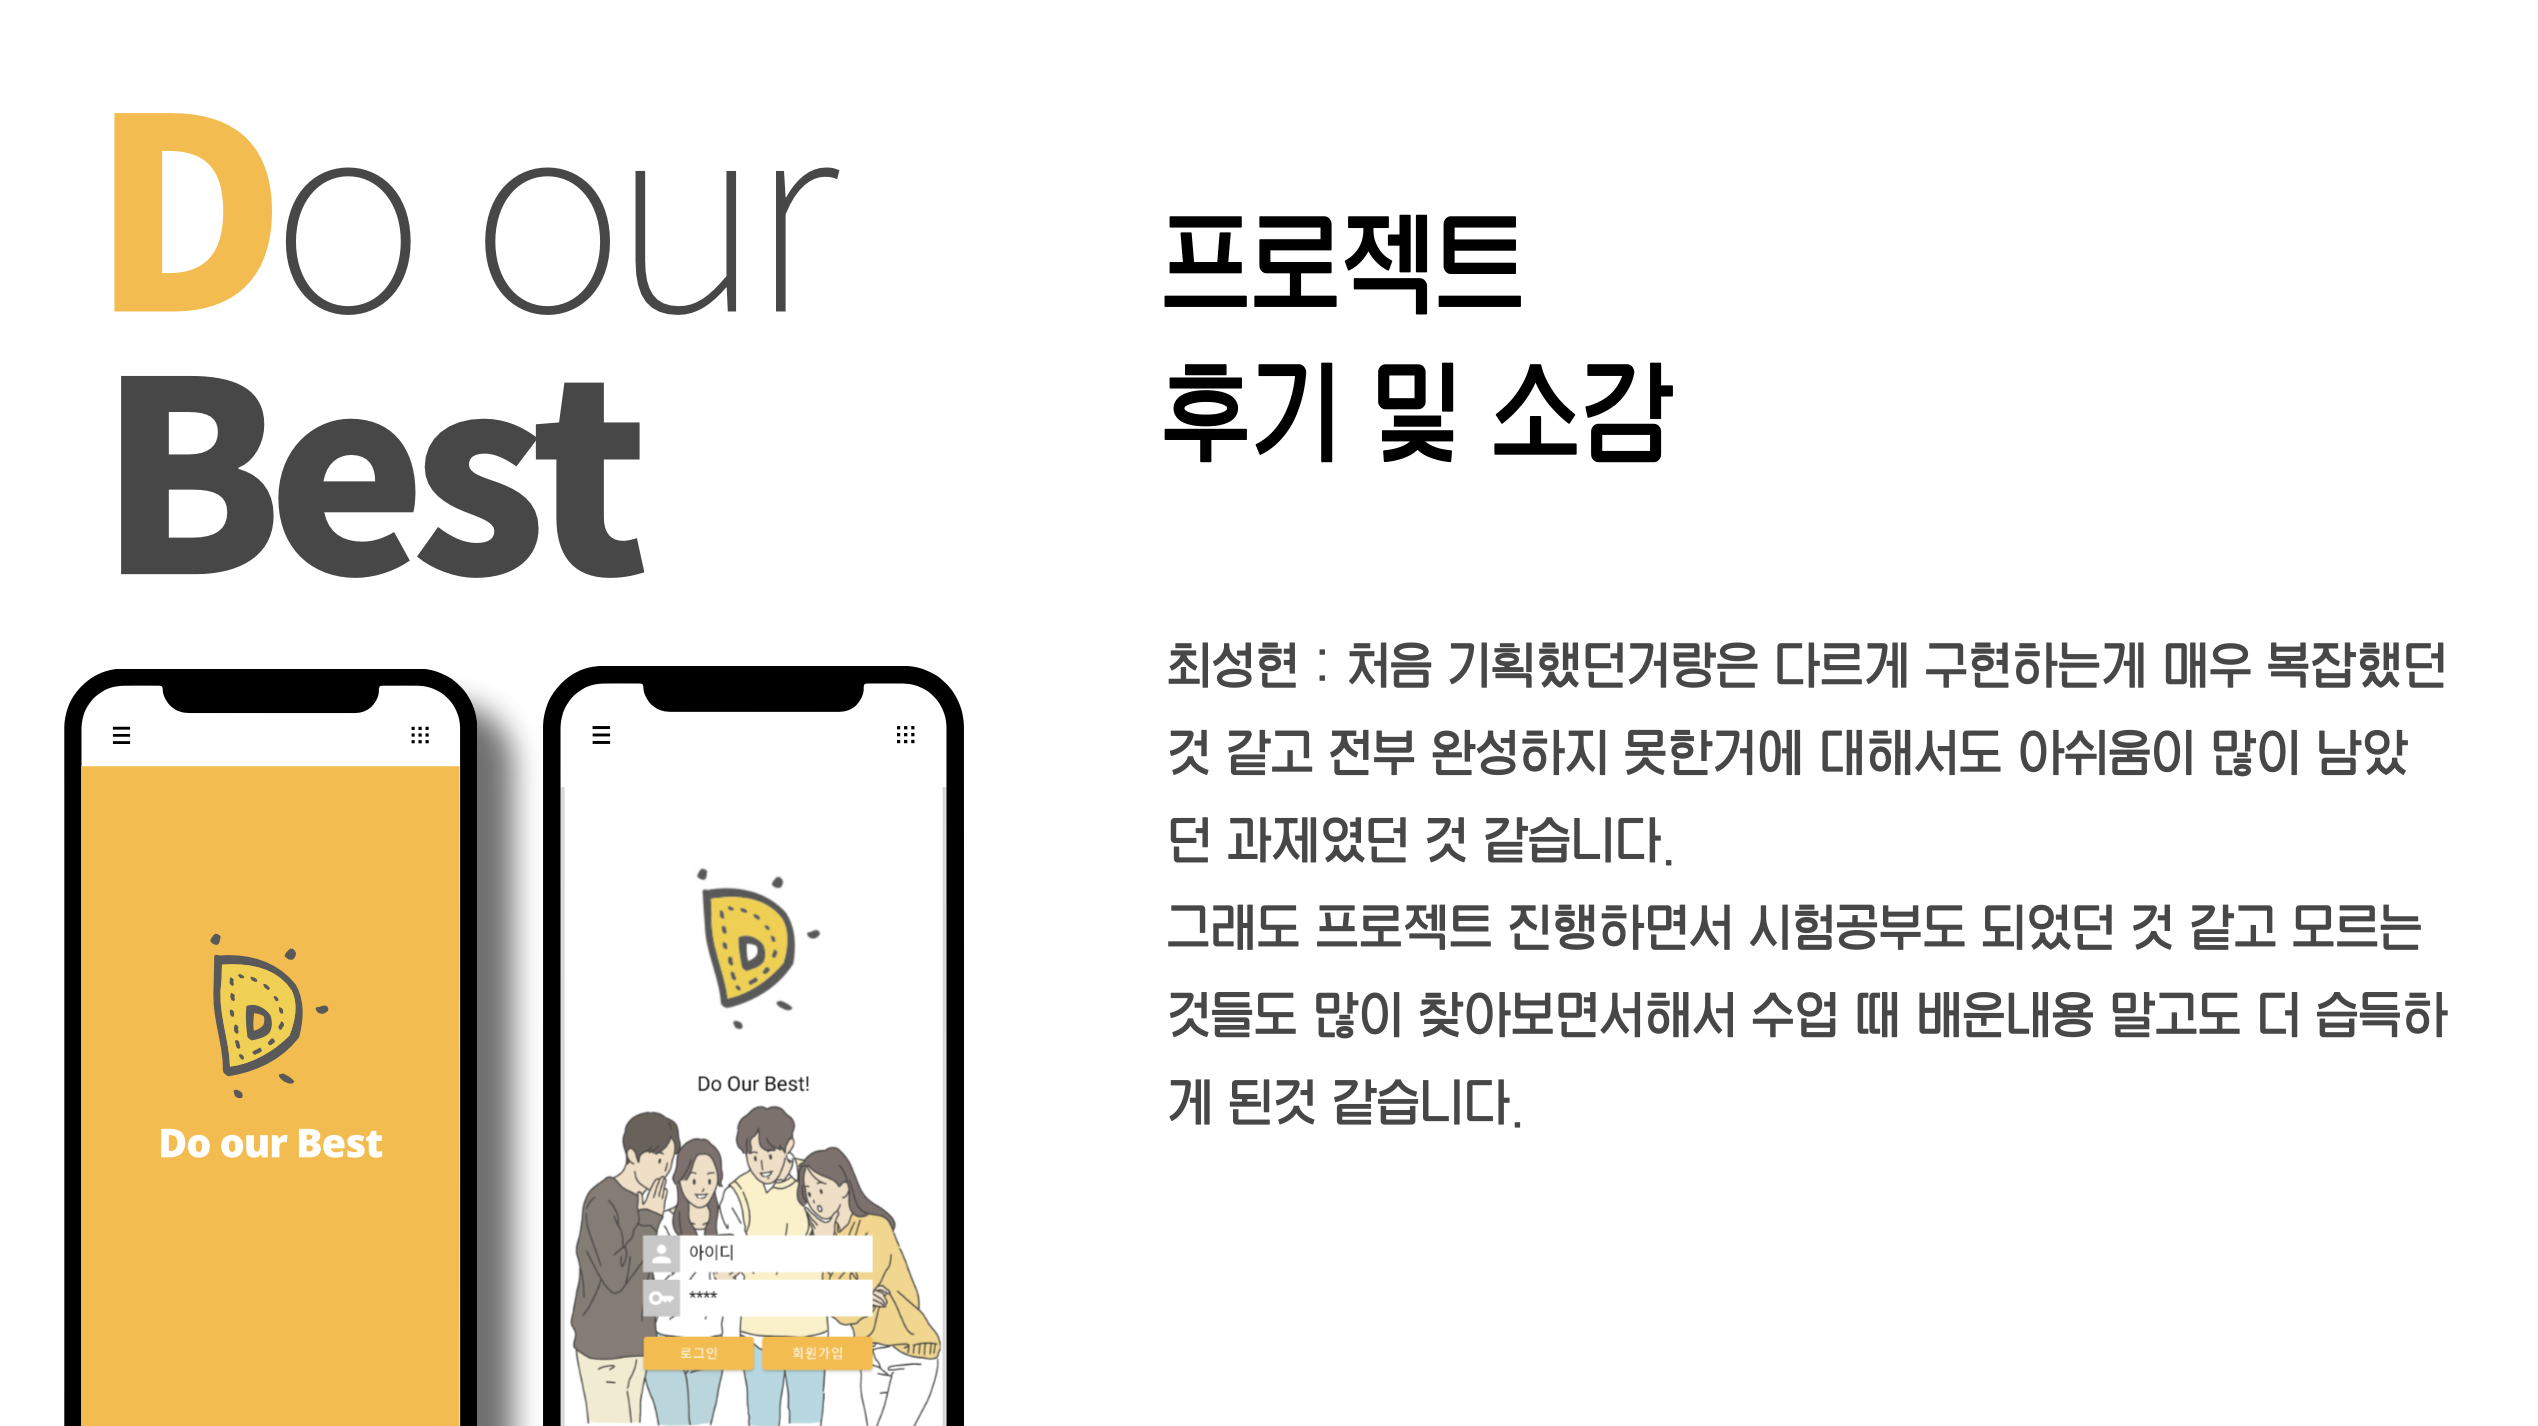 Do our
Best
프로젝트
후기 및 소감
최성현 : 처음 기획했던거랑은 다르게 구현하는게 매우 복잡했던
것 같고 전부 완성하지 못한거에 대해서도 아쉬움이 많이 남았
던 과제였던 것 같습니다.
그래도 프로젝트 진행하면서 시험공부도 되었던 것 같고 모르는
것들도 많이 찾아보면서해서 수업 때 배운내용 말고도 더 습득하
게 된것 같습니다.
D
Do our Best
D
Do Our Best!
아이디
****
로그인 회원가입